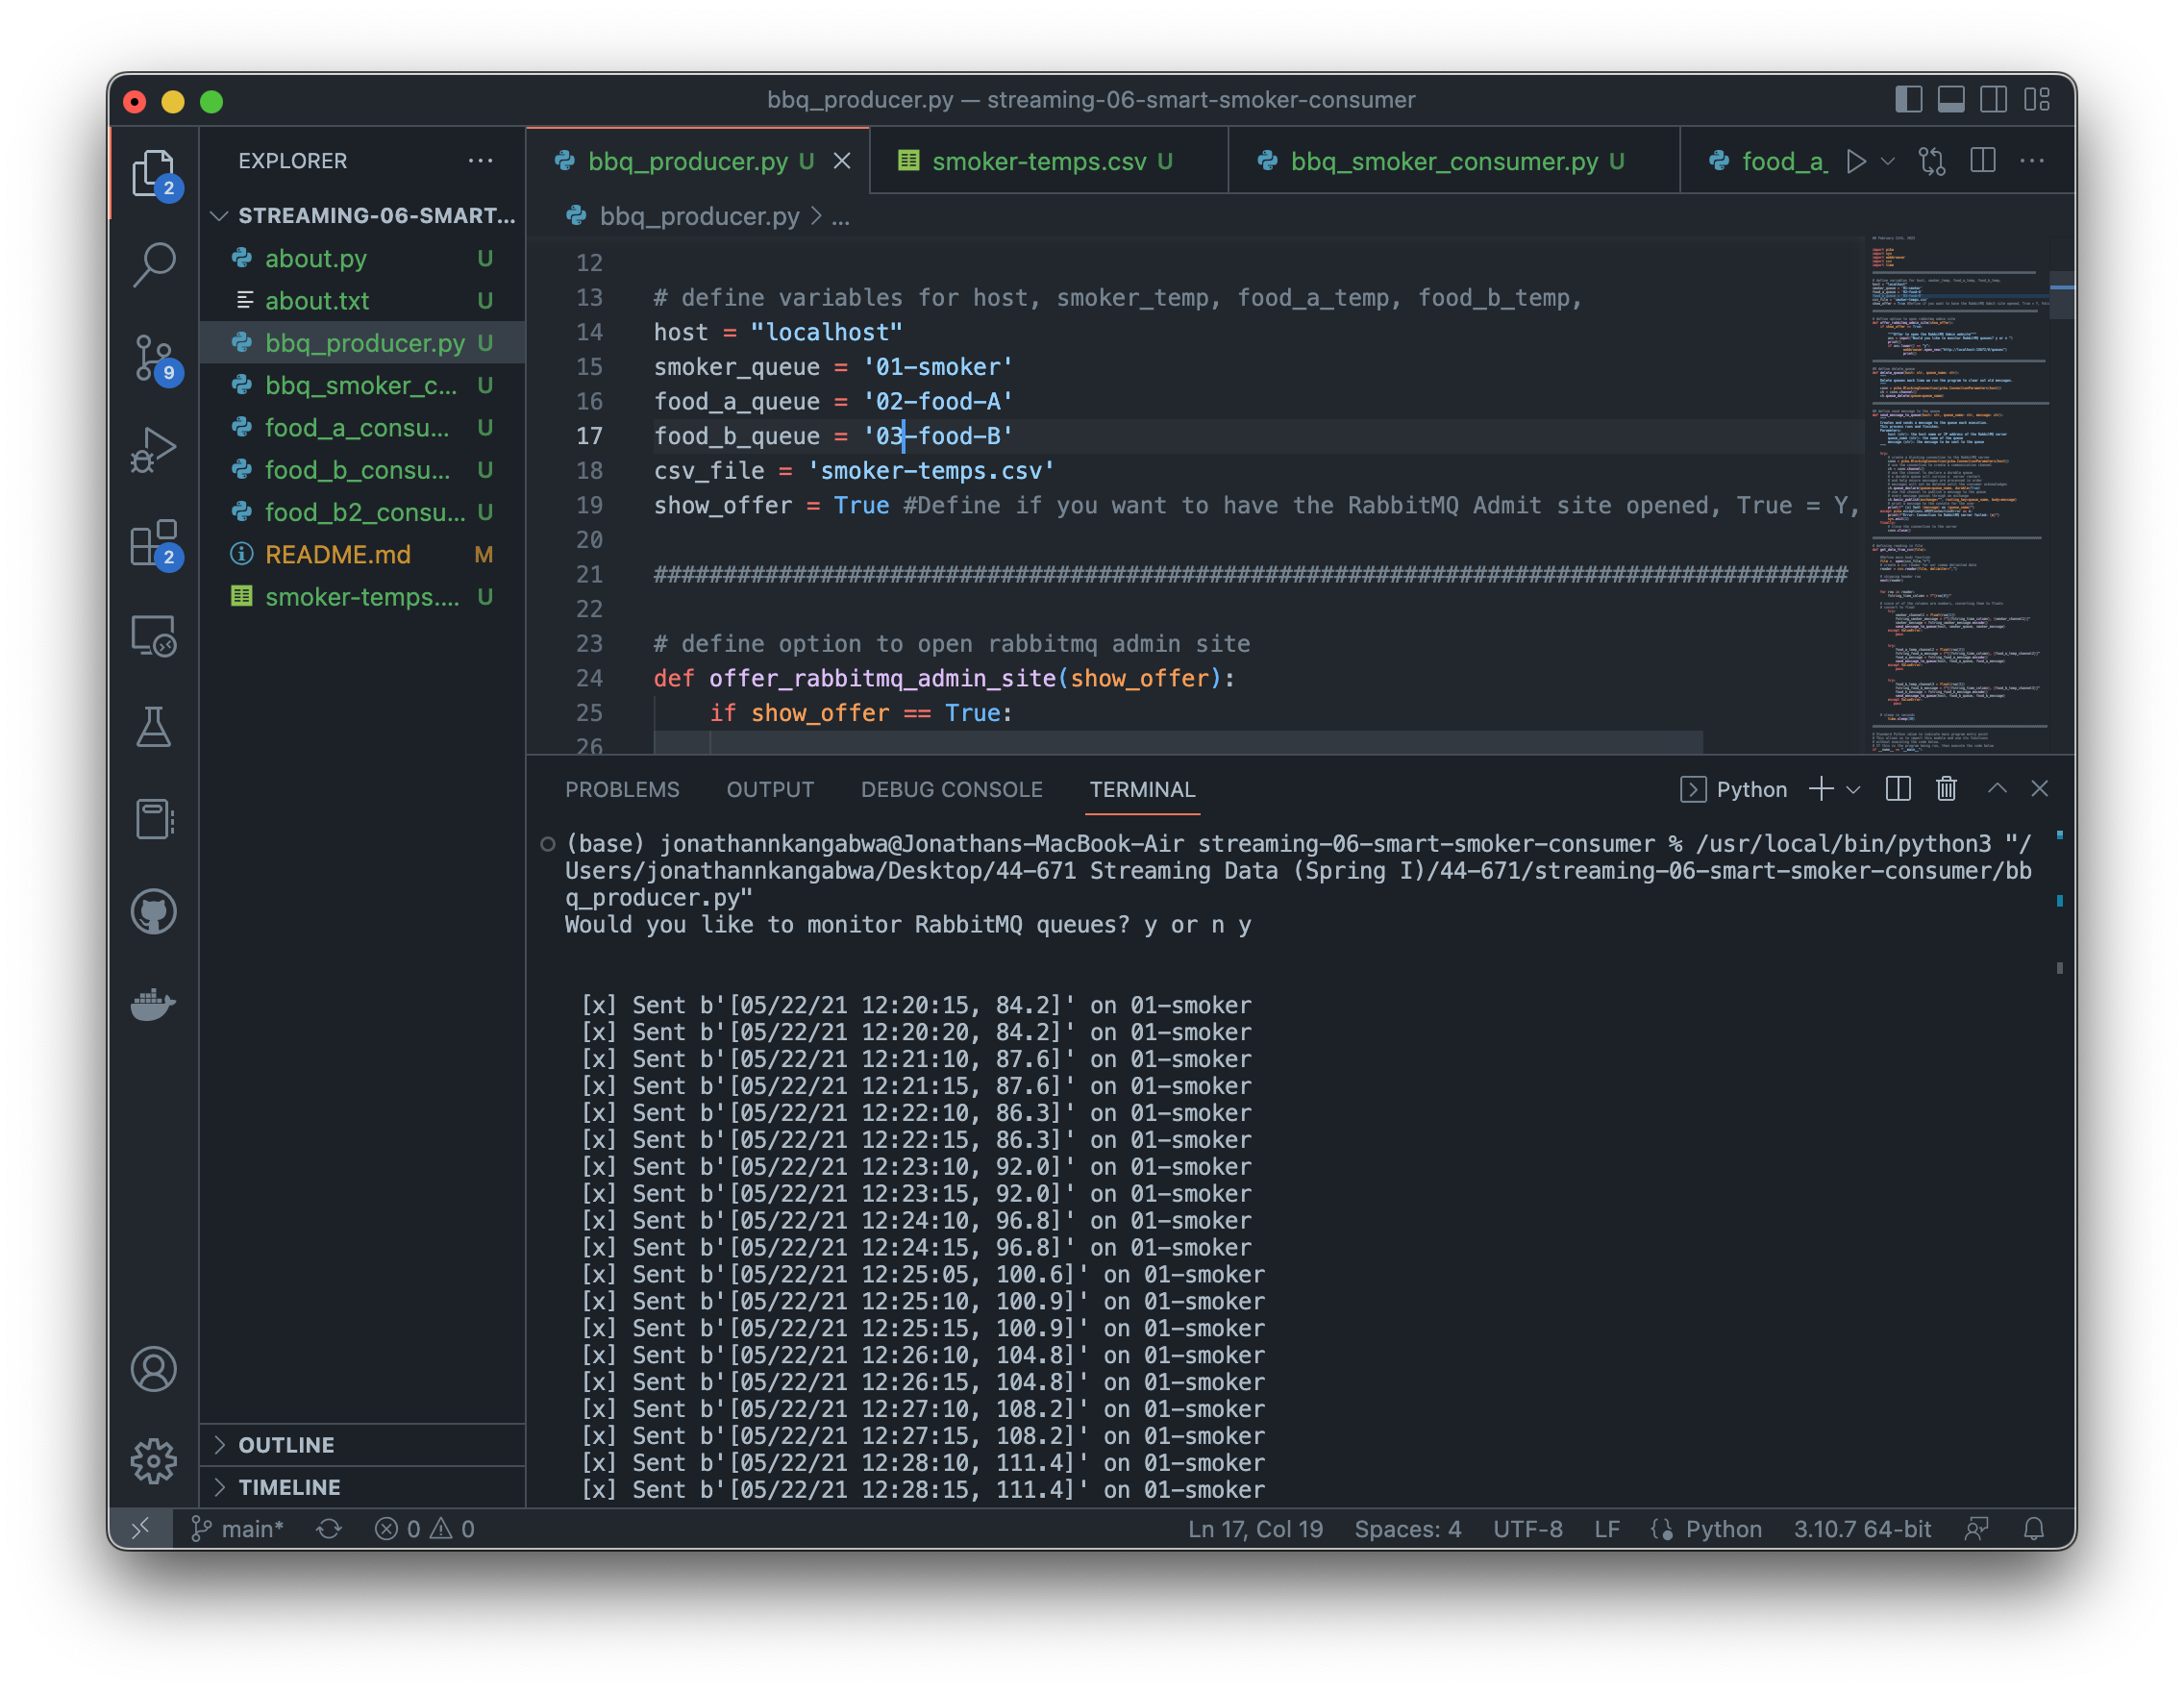 bbq_producer.py — streaming-06-smart-smoker-consumer
EXPLORER
2
bbq_producer.py U
smoker-temps.csv U
bbq_smoker_consumer.py U
food_a_
STREAMING-06-SMART...
bbq_producer.py > ...
about.py U
about.txt U
bbq_producer.py U
bbq_smoker_c... U
food_a_consu... U
food_b_consu... U
food_b2_consu... U
README.md M
smoker-temps.... U
9
2
OUTLINE
TIMELINE
12
13 # define variables for host, smoker_temp, food_a_temp, food_b_temp,
14 host = "localhost"
15 smoker_queue = '01-smoker'
16 food_a_queue = '02-food-A'
17 food_b_queue = '03-food-B'
18 csv_file = 'smoker-temps.csv'
19 show_offer = True #Define if you want to have the RabbitMQ Admit site opened, True = Y,
20
21 #######################################################################################
22
23 # define option to open rabbitmq admin site
24 def offer_rabbitmq_admin_site(show_offer):
25 if show_offer == True:
26
PROBLEMS OUTPUT DEBUG CONSOLE TERMINAL
Python
(base) jonathannkangabwa@Jonathans-MacBook-Air streaming-06-smart-smoker-consumer % /usr/local/bin/python3 "/
Users/jonathannkangabwa/Desktop/44-671 Streaming Data (Spring I)/44-671/streaming-06-smart-smoker-consumer/bb
q_producer.py"
Would you like to monitor RabbitMQ queues? y or n y
[x] Sent b'[05/22/21 12:20:15, 84.2]' on 01-smoker
[x] Sent b'[05/22/21 12:20:20, 84.2]' on 01-smoker
[x] Sent b'[05/22/21 12:21:10, 87.6]' on 01-smoker
[x] Sent b'[05/22/21 12:21:15, 87.6]' on 01-smoker
[x] Sent b'[05/22/21 12:22:10, 86.3]' on 01-smoker
[x] Sent b'[05/22/21 12:22:15, 86.3]' on 01-smoker
[x] Sent b'[05/22/21 12:23:10, 92.0]' on 01-smoker
[x] Sent b'[05/22/21 12:23:15, 92.0]' on 01-smoker
[x] Sent b'[05/22/21 12:24:10, 96.8]' on 01-smoker
[x] Sent b'[05/22/21 12:24:15, 96.8]' on 01-smoker
[x] Sent b'[05/22/21 12:25:05, 100.6]' on 01-smoker
[x] Sent b'[05/22/21 12:25:10, 100.9]' on 01-smoker
[x] Sent b'[05/22/21 12:25:15, 100.9]' on 01-smoker
[x] Sent b'[05/22/21 12:26:10, 104.8]' on 01-smoker
[x] Sent b'[05/22/21 12:26:15, 104.8]' on 01-smoker
[x] Sent b'[05/22/21 12:27:10, 108.2]' on 01-smoker
[x] Sent b'[05/22/21 12:27:15, 108.2]' on 01-smoker
[x] Sent b'[05/22/21 12:28:10, 111.4]' on 01-smoker
[x] Sent b'[05/22/21 12:28:15, 111.4]' on 01-smoker
main* 0 0 Ln 17, Col 19 Spaces: 4 UTF-8 LF Python 3.10.7 64-bit